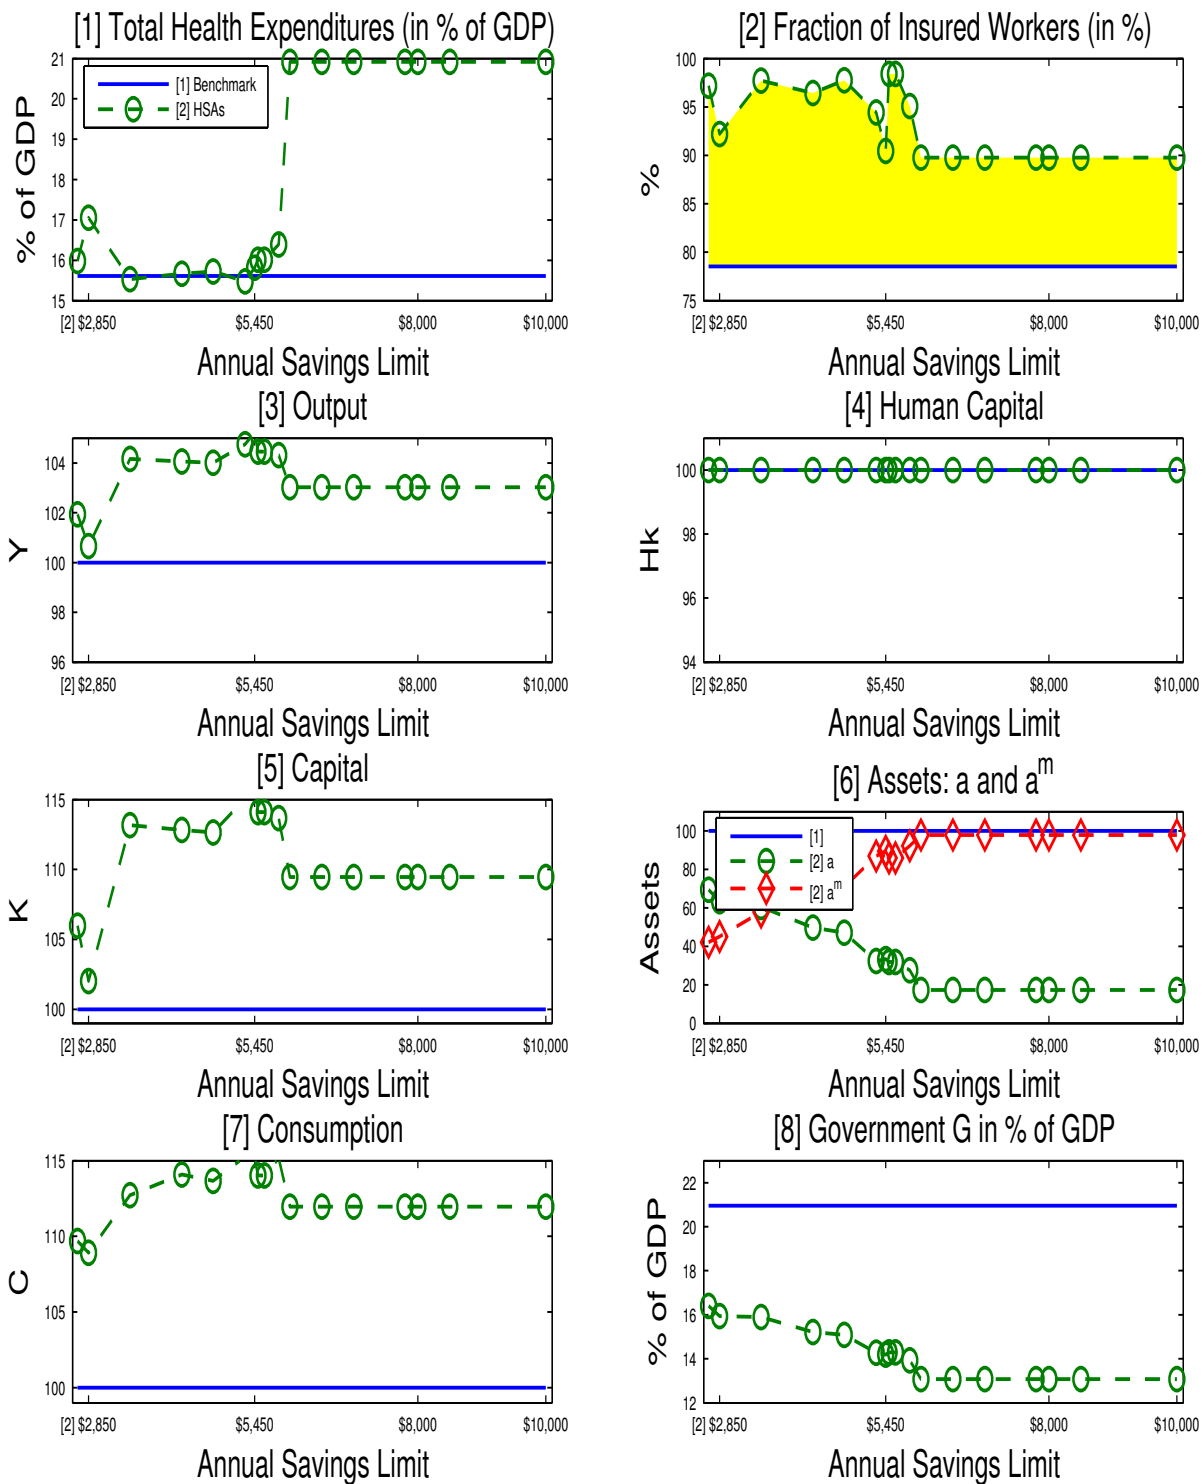 [1] Total Health Expenditures (in % of GDP)
21
20
19
18
17
16
15
% of GDP
[1] Benchmark
[2] HSAs
[2] $2,850
$5,450
$8,000
$10,000
Annual Savings Limit
[2] Fraction of Insured Workers (in %)
100
95
90
85
80
75
%
[2] $2,850
$5,450
$8,000
$10,000
Annual Savings Limit
[3] Output
104
102
100
98
96
Y
[2] $2,850
$5,450
$8,000
$10,000
Annual Savings Limit
[4] Human Capital
100
98
96
94
Hk
[2] $2,850
$5,450
$8,000
$10,000
Annual Savings Limit
[5] Capital
115
110
105
100
K
[2] $2,850
$5,450
$8,000
$10,000
Annual Savings Limit
[6] Assets: a and a^m
100
80
60
40
20
0
Assets
[1]
[2] a
[2] a^m
[2] $2,850
$5,450
$8,000
$10,000
Annual Savings Limit
[7] Consumption
115
110
105
100
C
[2] $2,850
$5,450
$8,000
$10,000
Annual Savings Limit
[8] Government G in % of GDP
22
20
18
16
14
12
% of GDP
[2] $2,850
$5,450
$8,000
$10,000
Annual Savings Limit